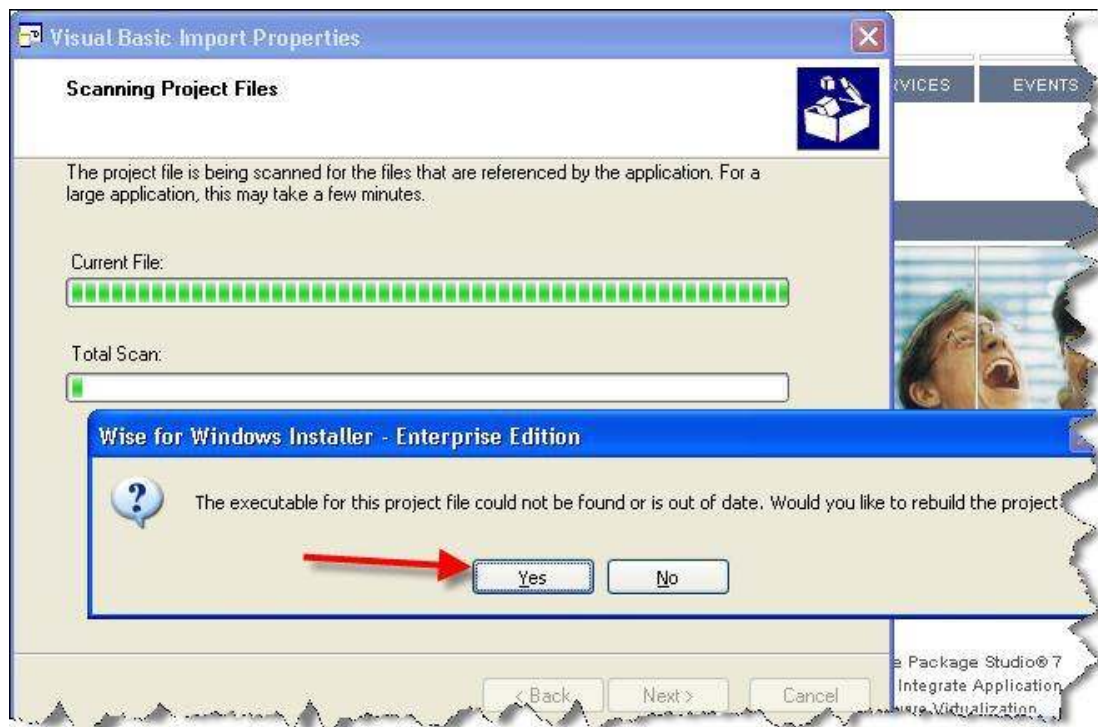 Visual Basic Import Properties
Scanning Project Files
RVICES
EVENTS
The project file is being scanned for the files that are referenced by the application. For a
large application, this may take a few minutes.
Current File:
Total Scan:
Wise for Windows Installer - Enterprise Edition
?
The executable for this project file could not be found or is out of date. Would you like to rebuild the project
Yes
No
e Package Studio® 7
Integrate Application
ware Virtualization
< Back
Next >
Cancel